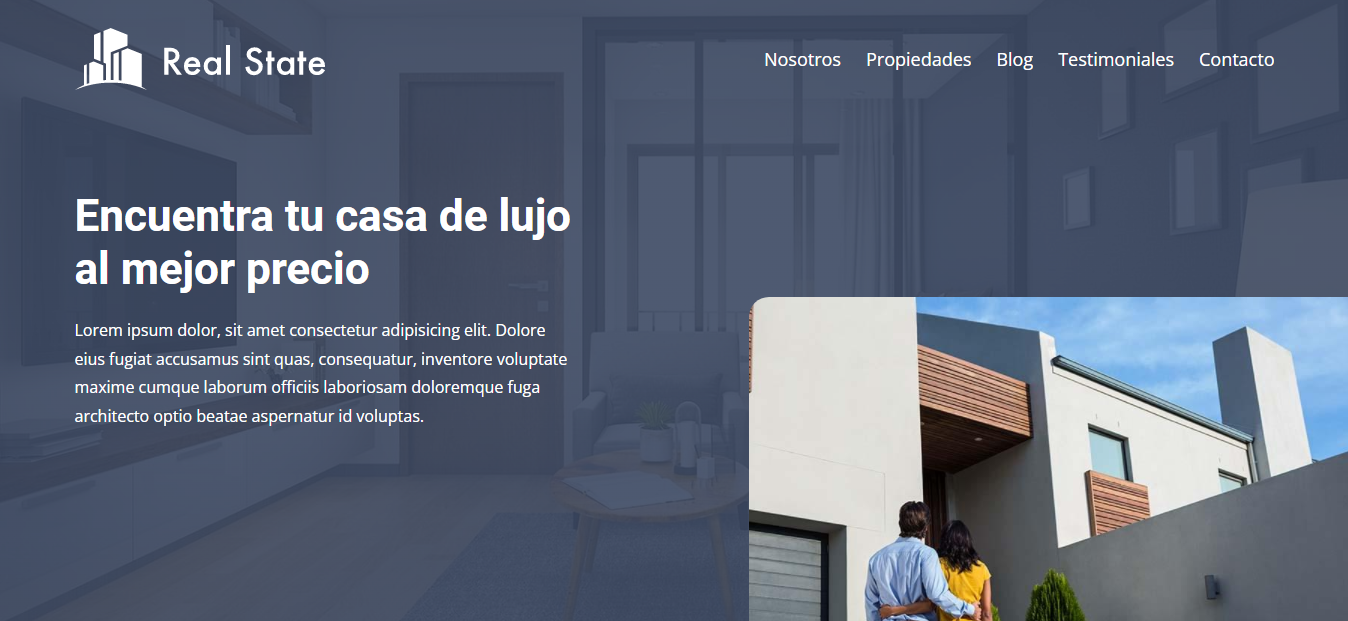 Real State
Nosotros Propiedades Blog Testimoniales Contacto
Encuentra tu casa de lujo
al mejor precio
Lorem ipsum dolor, sit amet consectetur adipisicing elit. Dolore
eius fugiat accusamus sint quas, consequatur, inventore voluptate
maxime cumque laborum officiis laboriosam doloremque fuga
architecto optio beatae aspernatur id voluptas.